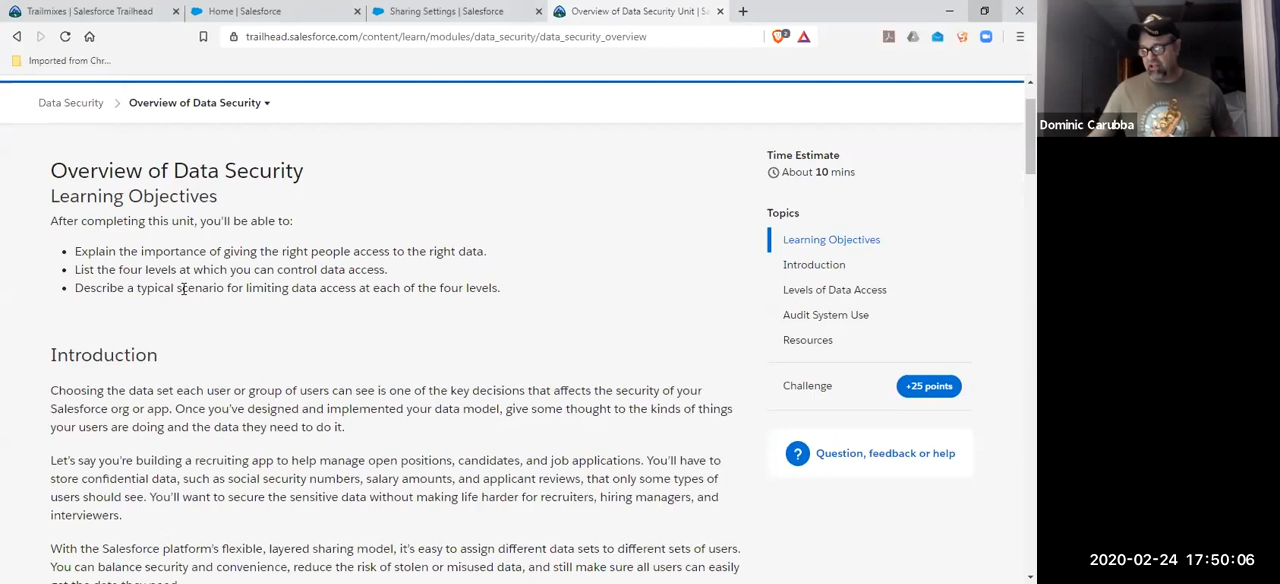 Trailmixes | Salesforce Trailhead
Home | Salesforce
Sharing Settings | Salesforce
Overview of Data Security Unit | Sa
trailhead.salesforce.com/content/learn/modules/data_security/data_security_overview
2
Imported from Chr...
Data Security
Overview of Data Security
Overview of Data Security
Learning Objectives
After completing this unit, you'll be able to:
• Explain the importance of giving the right people access to the right data.
• List the four levels at which you can control data access.
• Describe a typical scenario for limiting data access at each of the four levels.
Introduction
Choosing the data set each user or group of users can see is one of the key decisions that affects the security of your
Salesforce org or app. Once you've designed and implemented your data model, give some thought to the kinds of things
your users are doing and the data they need to do it.
Let's say you're building a recruiting app to help manage open positions, candidates, and job applications. You'll have to
store confidential data, such as social security numbers, salary amounts, and applicant reviews, that only some types of
users should see. You'll want to secure the sensitive data without making life harder for recruiters, hiring managers, and
interviewers.
With the Salesforce platform's flexible, layered sharing model, it's easy to assign different data sets to different sets of users.
You can balance security and convenience, reduce the risk of stolen or misused data, and still make sure all users can easily
get the data they need.
Time Estimate
About 10 mins
Topics
Learning Objectives
Introduction
Levels of Data Access
Audit System Use
Resources
Challenge
+25 points
? Question, feedback or help
Dominic Carubba
2020-02-24 17:50:06